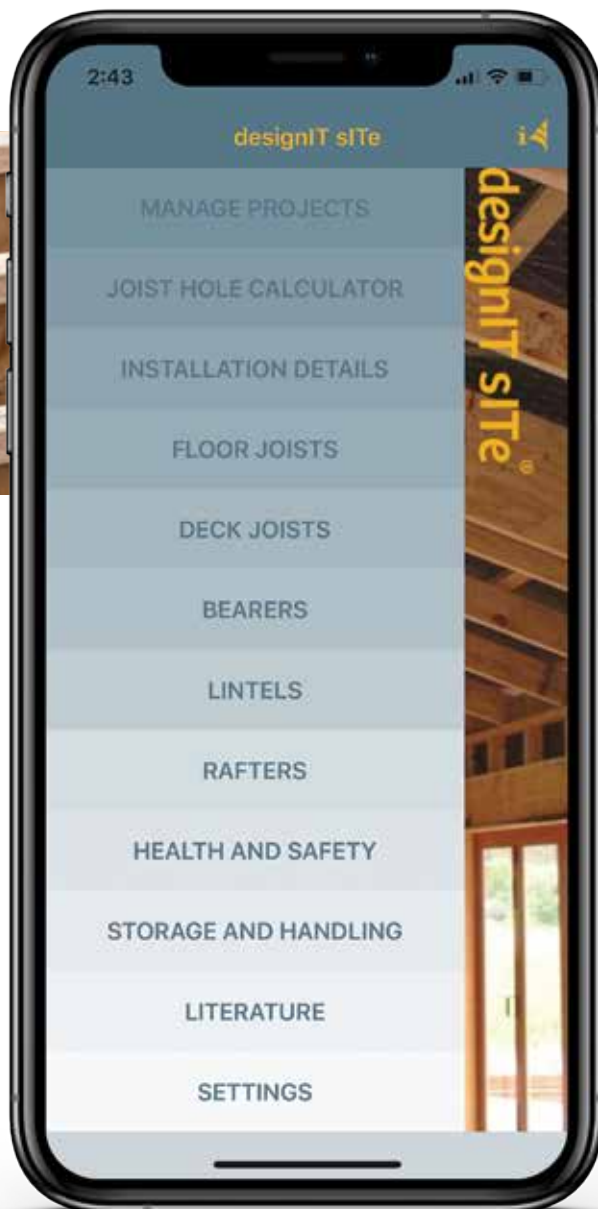 2:43
designIT sITe
MANAGE PROJECTS
JOIST HOLE CALCULATOR
INSTALLATION DETAILS
FLOOR JOISTS
DECK JOISTS
BEARERS
LINTELS
RAFTERS
HEALTH AND SAFETY
STORAGE AND HANDLING
LITERATURE
SETTINGS
designIT sITe®